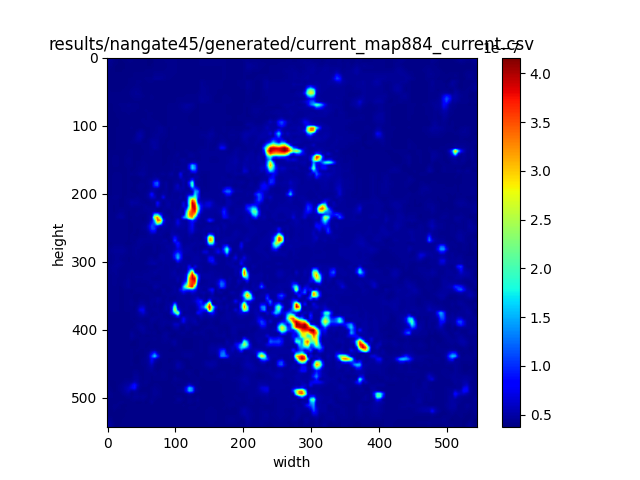 results/nangate45/generated/current_map884_current.csv
1e−7
0
100
200
300
400
500
height
0 100 200 300 400 500
width
4.0
3.5
3.0
2.5
2.0
1.5
1.0
0.5